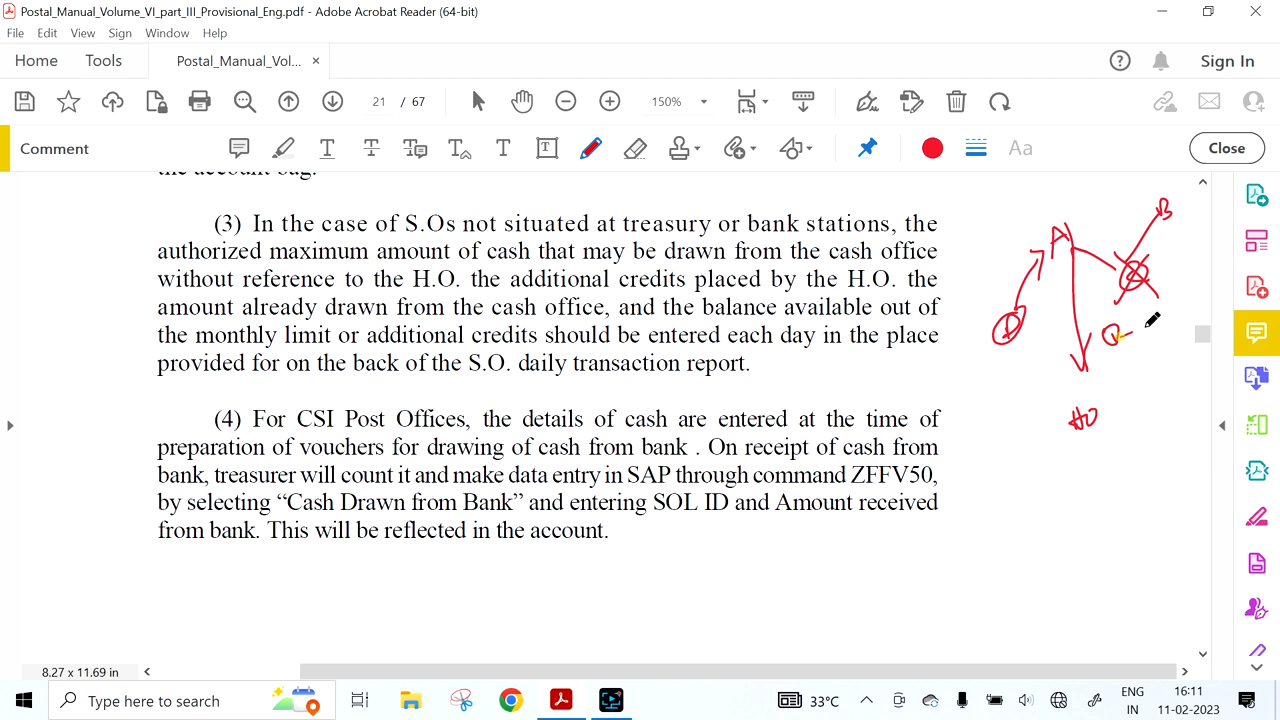 Postal_Manual_Volume_VI_part_III_Provisional_Eng.pdf - Adobe Acrobat Reader (64-bit)
File Edit View Sign Window Help
Home Tools Postal_Manual_Vol... × Sign In
21 / 67 150%
Comment Aa Close
the account bag.
(3) In the case of S.Os not situated at treasury or bank stations, the
authorized maximum amount of cash that may be drawn from the cash office
without reference to the H.O. the additional credits placed by the H.O. the
amount already drawn from the cash office, and the balance available out of
the monthly limit or additional credits should be entered each day in the place
provided for on the back of the S.O. daily transaction report.
(4) For CSI Post Offices, the details of cash are entered at the time of
preparation of vouchers for drawing of cash from bank . On receipt of cash from
bank, treasurer will count it and make data entry in SAP through command ZFFV50,
by selecting “Cash Drawn from Bank” and entering SOL ID and Amount received
from bank. This will be reflected in the account.
A
B
HO
8.27 x 11.69 in
Type here to search
33°C
ENG
IN
16:11
11-02-2023